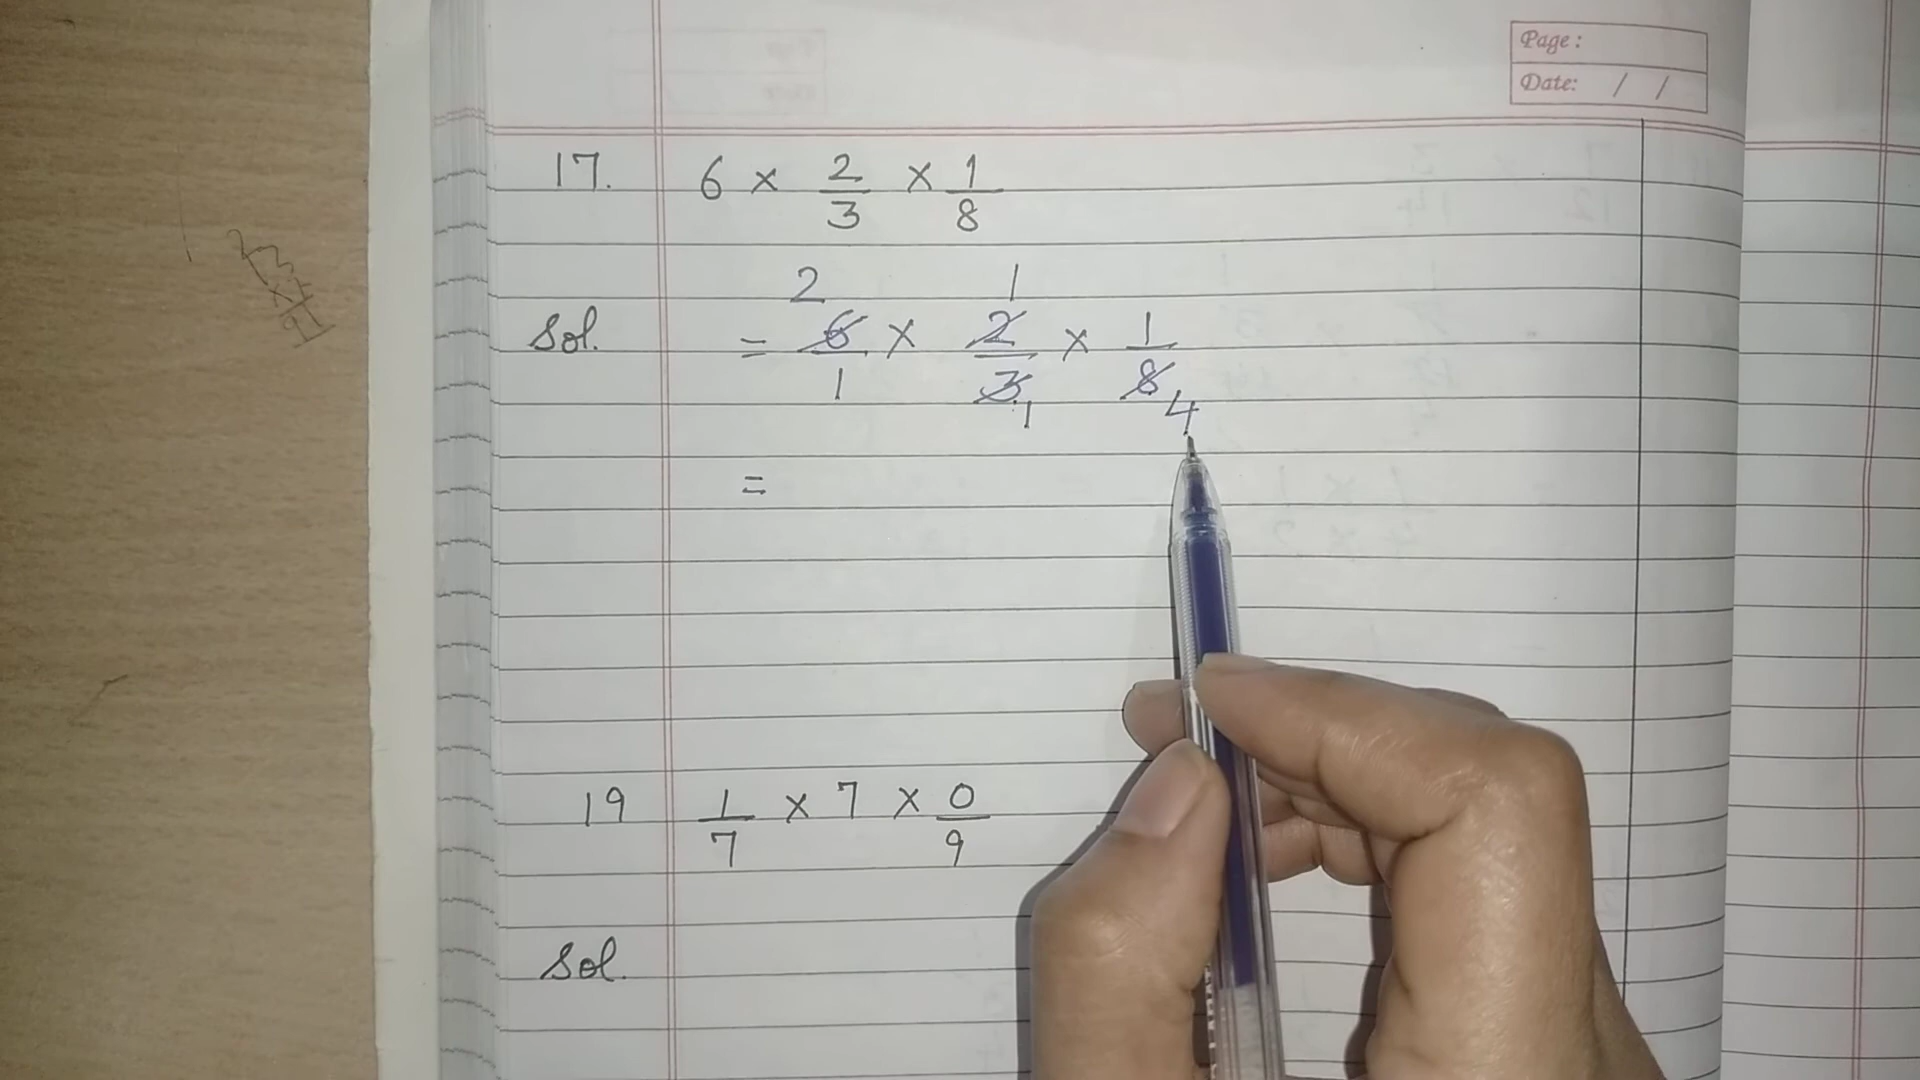 Page :
Date: / /
17. 6 × 2/3 × 1/8
2 1
Sol. = 6/1 × 2/3 × 1/8
1 4
=
19 1/7 × 7 × 0/9
Sol.